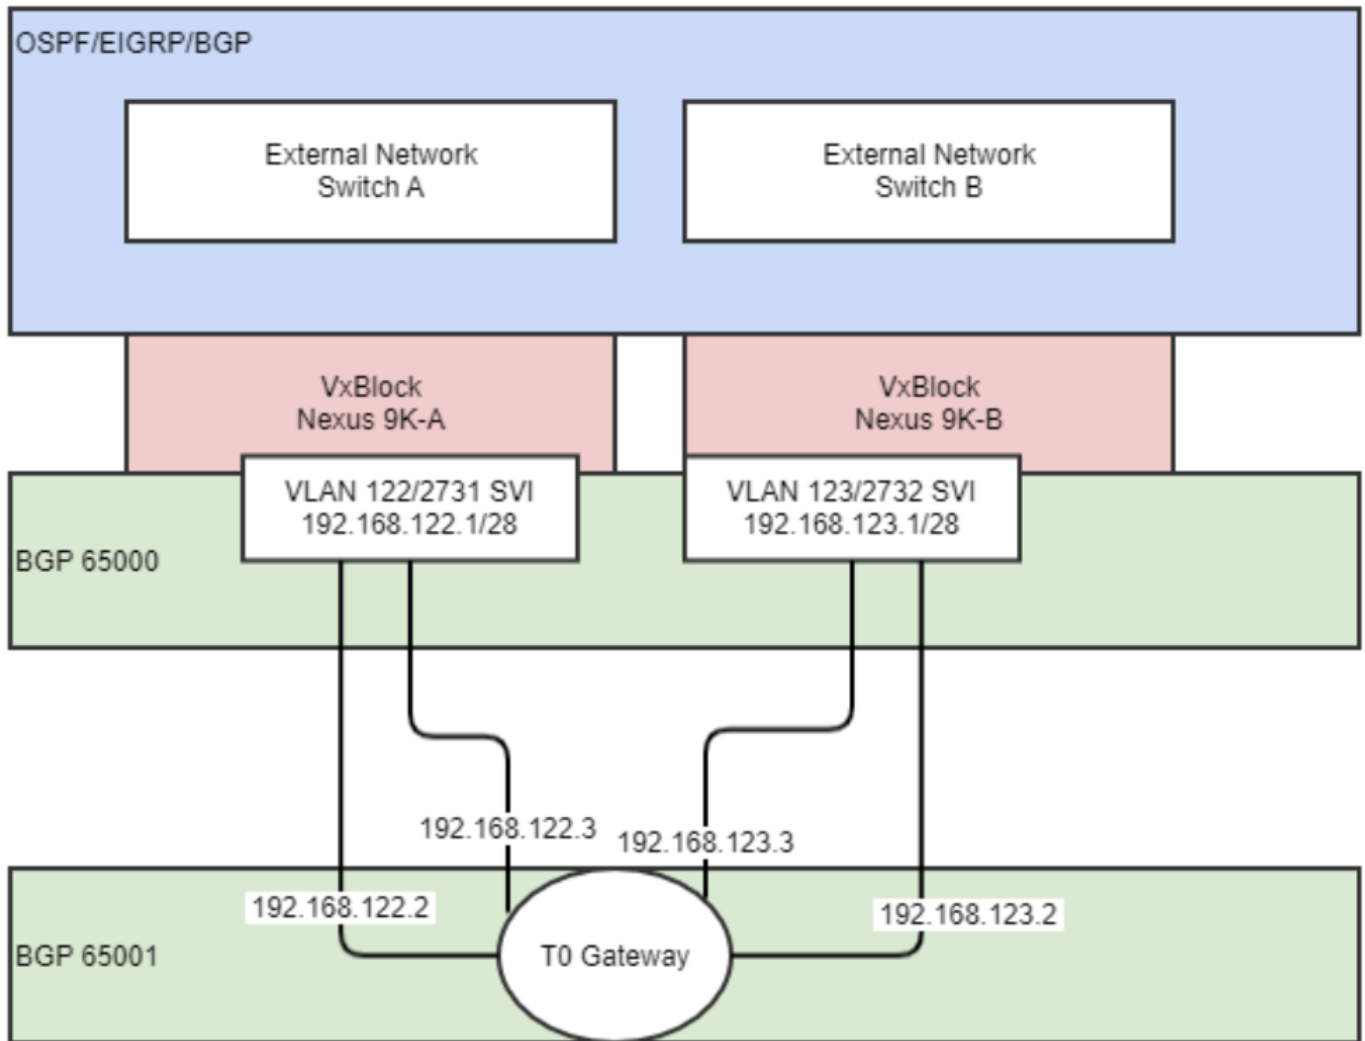 OSPF/EIGRP/BGP
External Network
Switch A
External Network
Switch B
VxBlock
Nexus 9K-A
VxBlock
Nexus 9K-B
VLAN 122/2731 SVI
192.168.122.1/28
VLAN 123/2732 SVI
192.168.123.1/28
BGP 65000
192.168.122.3
192.168.123.3
192.168.122.2
192.168.123.2
BGP 65001
T0 Gateway